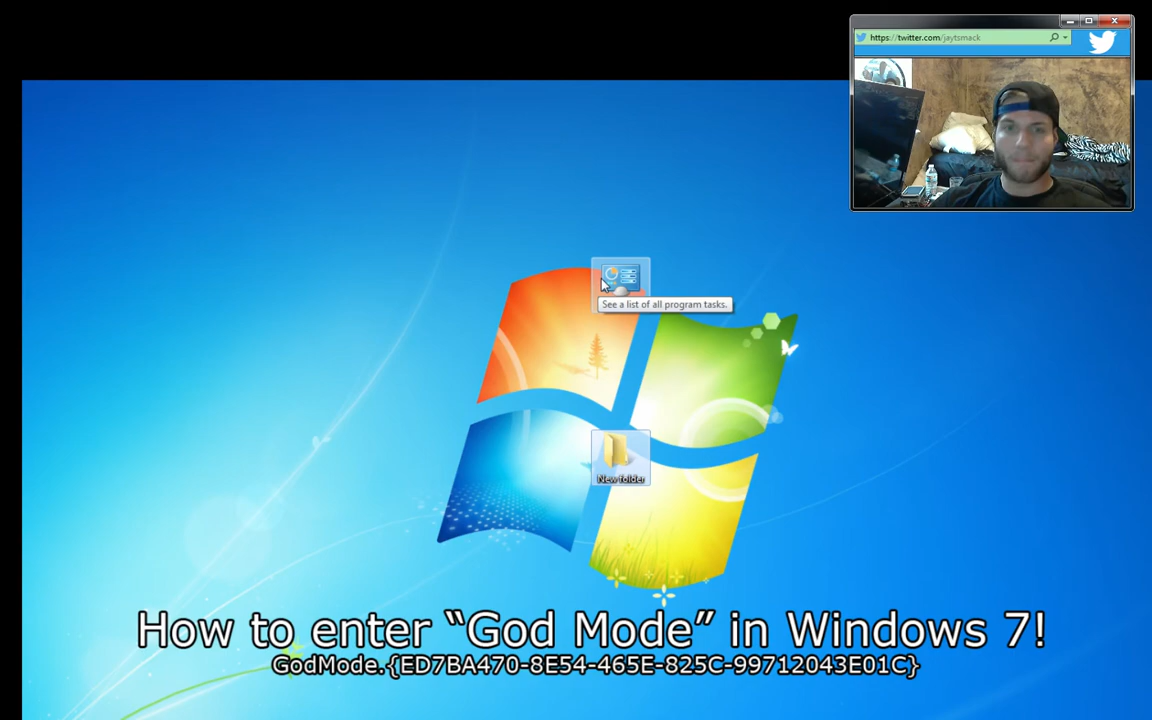 https://twitter.com/jaytsmack
See a list of all program tasks.
New folder
How to enter “God Mode” in Windows 7!
GodMode.{ED7BA470-8E54-465E-825C-99712043E01C}